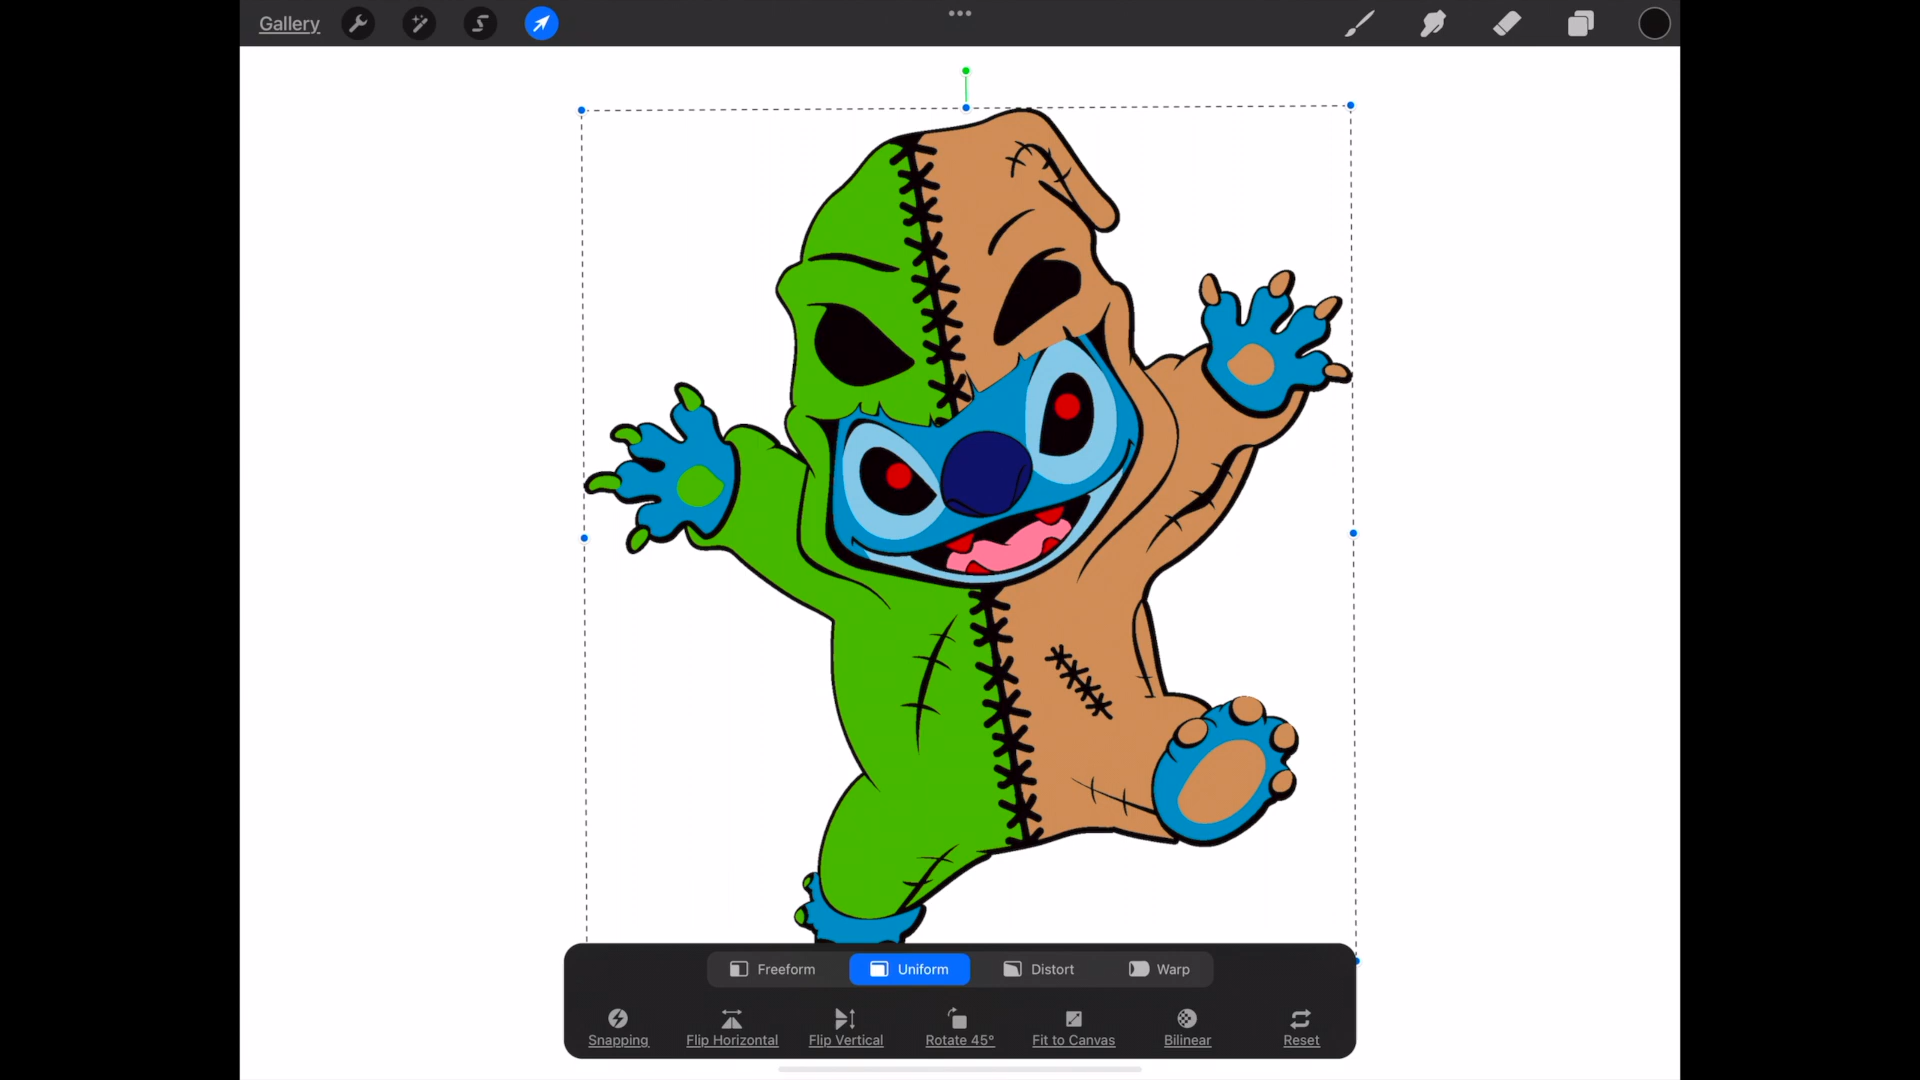 Gallery
Freeform Uniform Distort Warp
Snapping Flip Horizontal Flip Vertical Rotate 45° Fit to Canvas Bilinear Reset